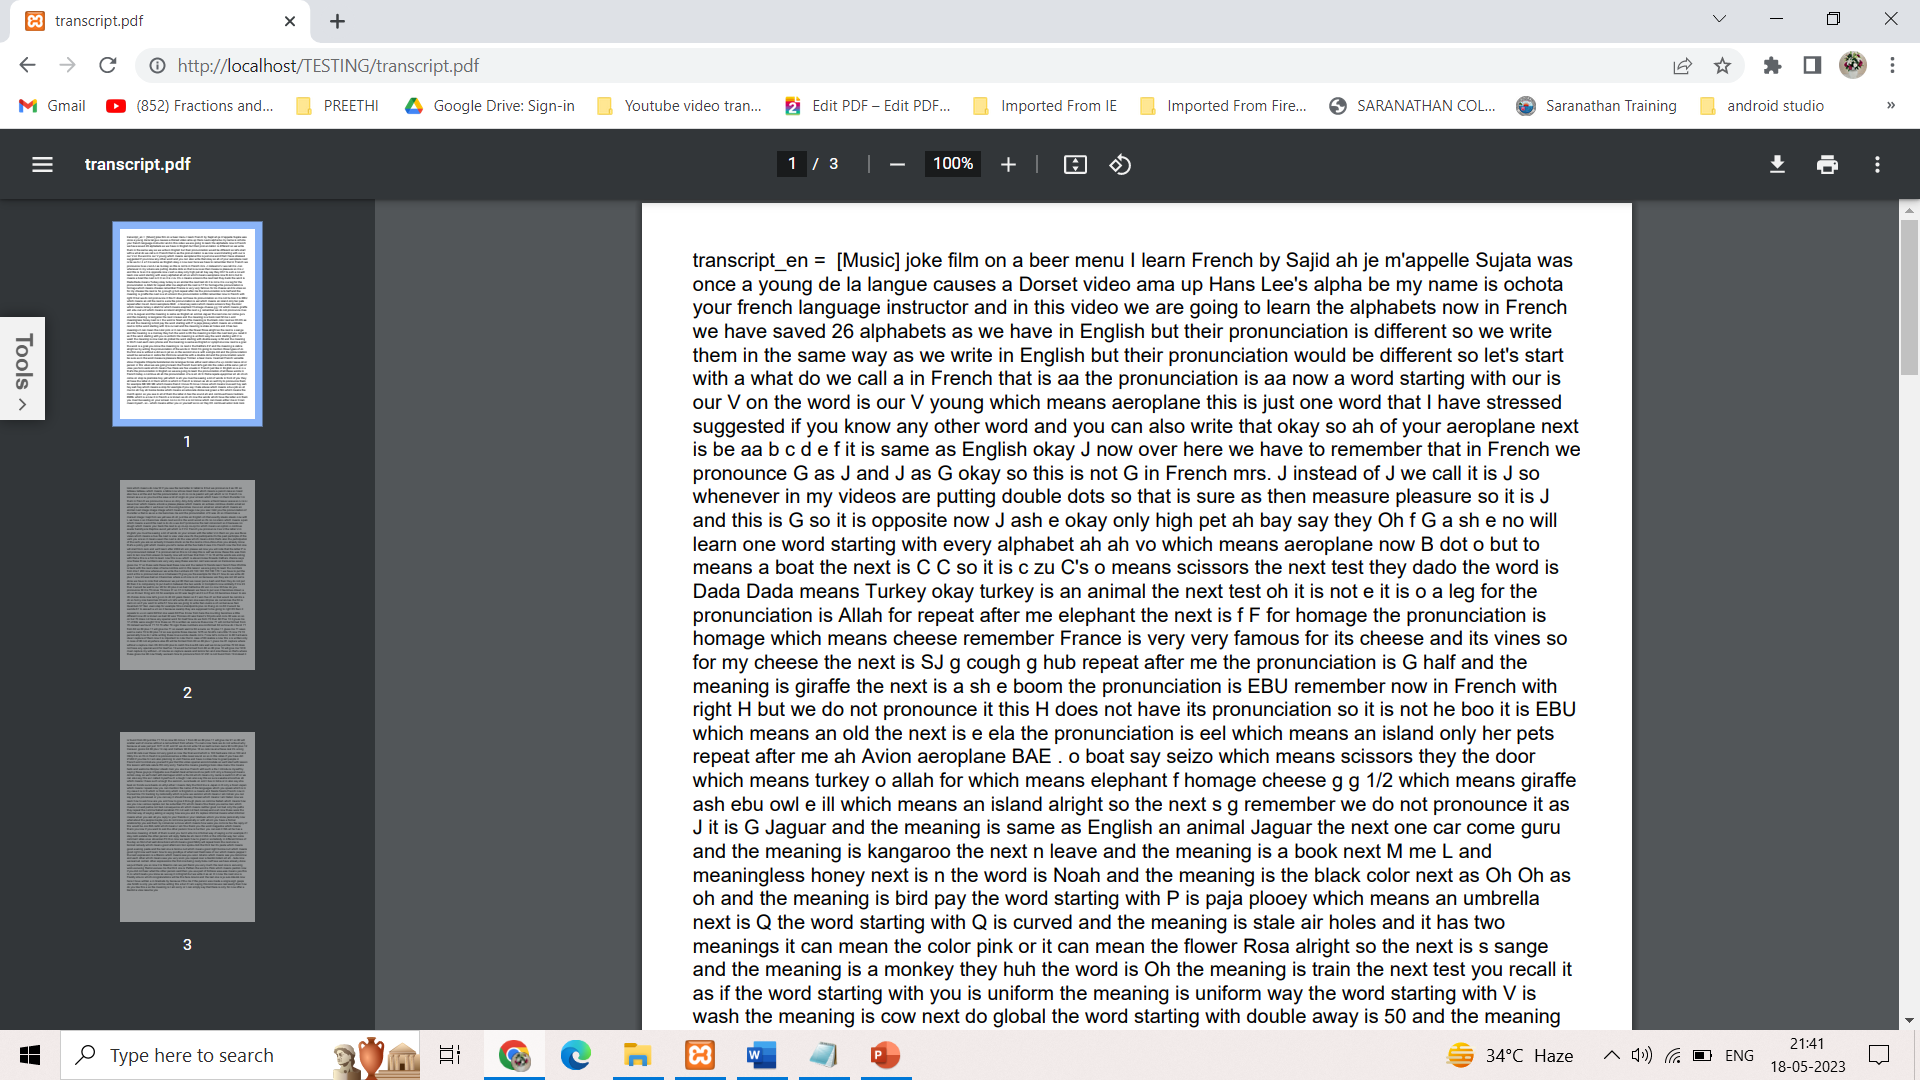 transcript.pdf
http://localhost/TESTING/transcript.pdf
Gmail
(852) Fractions and...
PREETHI
Google Drive: Sign-in
Youtube video tran...
Edit PDF – Edit PDF...
Imported From IE
Imported From Fire...
SARANATHAN COL...
Saranathan Training
android studio
»
transcript.pdf
1 / 3
100%
Tools
1
2
3
transcript_en = [Music] joke film on a beer menu I learn French by Sajid ah je m'appelle Sujata was
once a young de la langue causes a Dorset video ama up Hans Lee's alpha be my name is ochota
your french language instructor and in this video we are going to learn the alphabets now in French
we have saved 26 alphabets as we have in English but their pronunciation is different so we write
them in the same way as we write in English but their pronunciation would be different so let's start
with a what do we call a in French that is aa the pronunciation is aa now a word starting with our is
our V on the word is our V young which means aeroplane this is just one word that I have stressed
suggested if you know any other word and you can also write that okay so ah of your aeroplane next
is be aa b c d e f it is same as English okay J now over here we have to remember that in French we
pronounce G as J and J as G okay so this is not G in French mrs. J instead of J we call it is J so
whenever in my videos are putting double dots so that is sure as then measure pleasure so it is J
and this is G so it is opposite now J ash e okay only high pet ah bay say they Oh f G a sh e no will
learn one word starting with every alphabet ah ah vo which means aeroplane now B dot o but to
means a boat the next is C C so it is c zu C's o means scissors the next test they dado the word is
Dada Dada means Turkey okay turkey is an animal the next test oh it is not e it is o a leg for the
pronunciation is Allah for repeat after me elephant the next is f F for homage the pronunciation is
homage which means cheese remember France is very very famous for its cheese and its vines so
for my cheese the next is SJ g cough g hub repeat after me the pronunciation is G half and the
meaning is giraffe the next is a sh e boom the pronunciation is EBU remember now in French with
right H but we do not pronounce it this H does not have its pronunciation so it is not he boo it is EBU
which means an old the next is e ela the pronunciation is eel which means an island only her pets
repeat after me ah Avion aeroplane BAE . o boat say seizo which means scissors they the door
which means turkey o allah for which means elephant f homage cheese g g 1/2 which means giraffe
ash ebu owl e ill which means an island alright so the next s g remember we do not pronounce it as
J it is G Jaguar and the meaning is same as English an animal Jaguar the next one car come guru
and the meaning is kangaroo the next n leave and the meaning is a book next M me L and
meaningless honey next is n the word is Noah and the meaning is the black color next as Oh Oh as
oh and the meaning is bird pay the word starting with P is paja plooey which means an umbrella
next is Q the word starting with Q is curved and the meaning is stale air holes and it has two
meanings it can mean the color pink or it can mean the flower Rosa alright so the next is s sange
and the meaning is a monkey they huh the word is Oh the meaning is train the next test you recall it
as if the word starting with you is uniform the meaning is uniform way the word starting with V is
wash the meaning is cow next do global the word starting with double away is 50 and the meaning
Type here to search
34°C Haze
ENG
21:41
18-05-2023